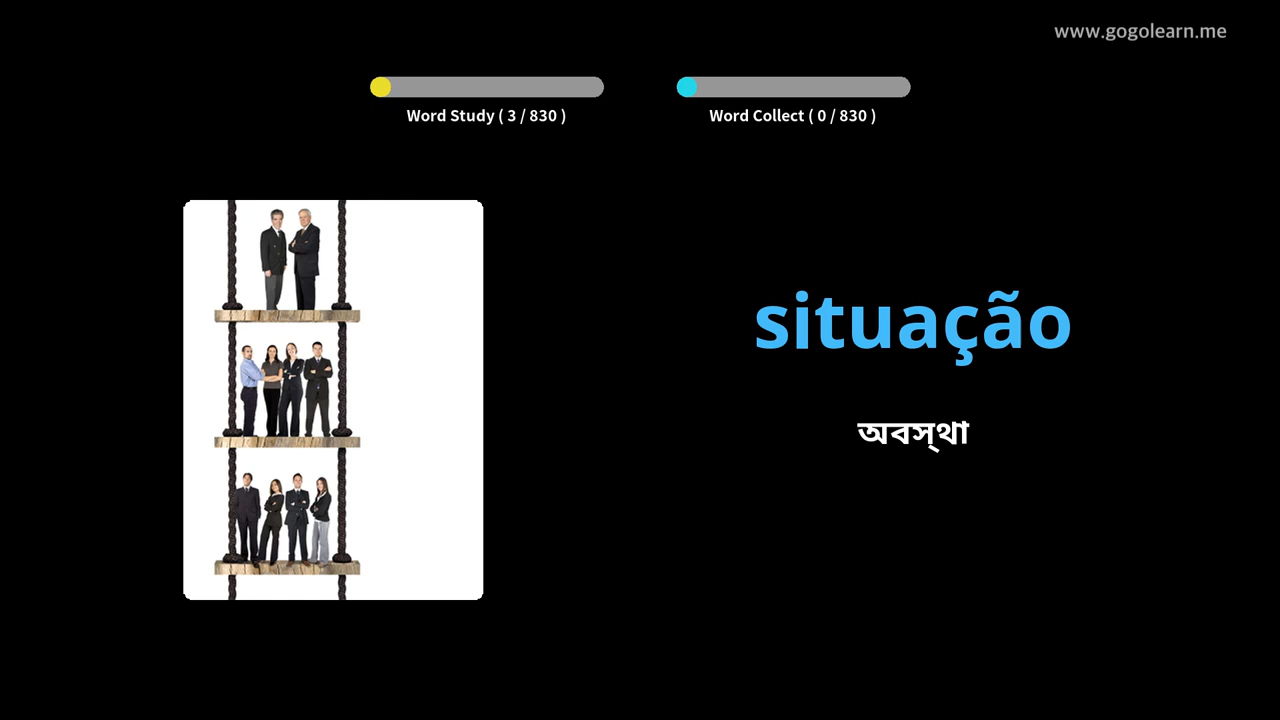 www.gogolearn.me
Word Study ( 3 / 830 )
Word Collect ( 0 / 830 )
situação
অবস্থা